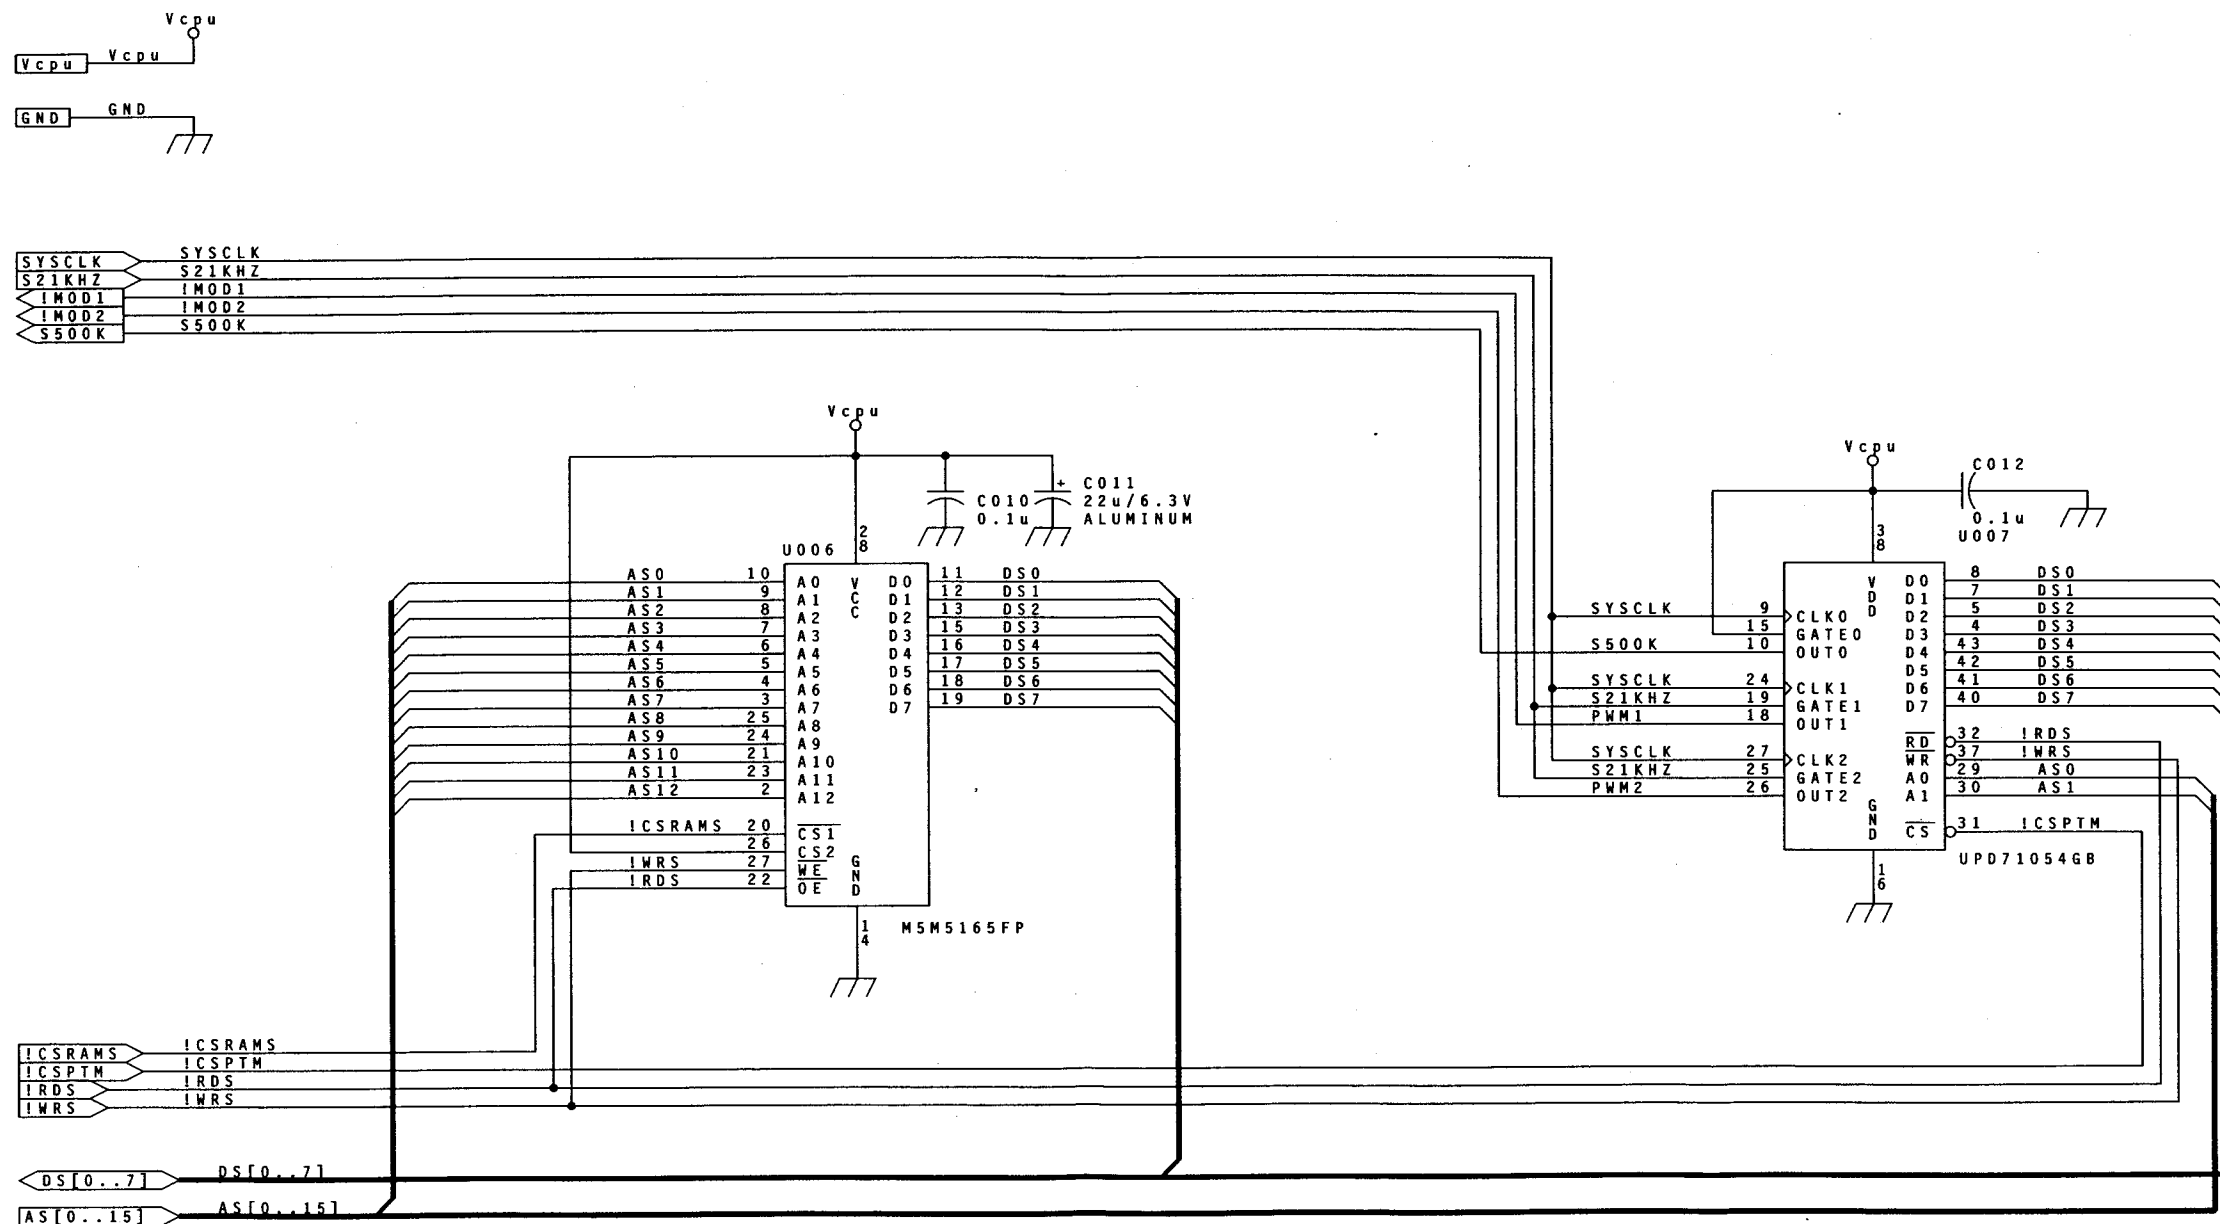 Vcpu
Vcpu Vcpu
GND GND
SYSCLK SYSCLK
S21KHZ S21KHZ
!MOD1 !MOD1
!MOD2 !MOD2
S500K S500K
Vcpu
C010
0.1u
+ C011
22u/6.3V
ALUMINUM
28
U006
AS0 10 A0 D0 11 DS0
AS1 9 A1 D1 12 DS1
AS2 8 A2 D2 13 DS2
AS3 7 A3 D3 15 DS3
AS4 6 A4 D4 16 DS4
AS5 5 A5 D5 17 DS5
AS6 4 A6 D6 18 DS6
AS7 3 A7 D7 19 DS7
AS8 25 A8
AS9 24 A9
AS10 21 A10
AS11 23 A11
AS12 2 A12
VCC
!CSRAMS 20 CS1
26 CS2
!WRS 27 WE
!RDS 22 OE
GND
14
M5M5165FP
Vcpu
C012
0.1u
U007
38
VDD
SYSCLK 9 CLK0
15 GATE0
S500K 10 OUT0
SYSCLK 24 CLK1
S21KHZ 19 GATE1
PWM1 18 OUT1
SYSCLK 27 CLK2
S21KHZ 25 GATE2
PWM2 26 OUT2
D0 8 DS0
D1 7 DS1
D2 5 DS2
D3 4 DS3
D4 43 DS4
D5 42 DS5
D6 41 DS6
D7 40 DS7
RD 32 !RDS
WR 37 !WRS
A0 29 AS0
A1 30 AS1
CS 31 !CSPTM
GND
16
UPD71054GB
!CSRAMS !CSRAMS
!CSPTM !CSPTM
!RDS !RDS
!WRS !WRS
DS[0..7] DS[0..7]
AS[0..15] AS[0..15]